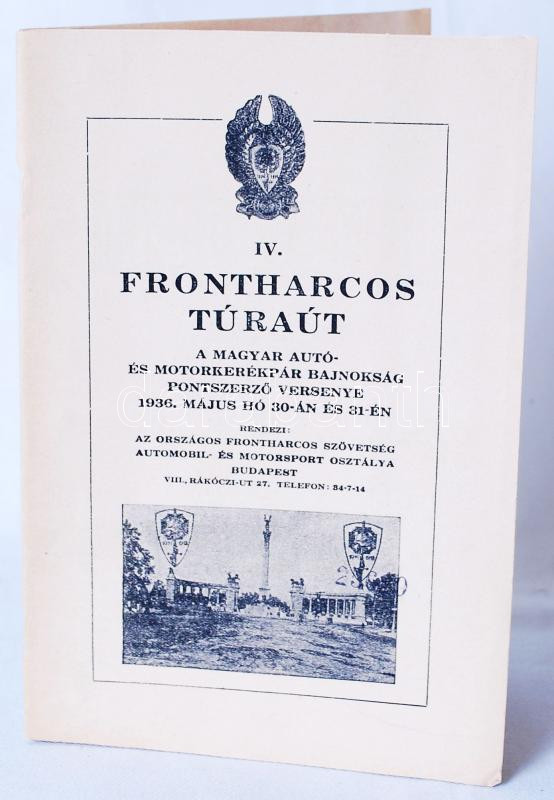 IV.
FRONTHARCOS
TÚRAÚT
A MAGYAR AUTÓ-
ÉS MOTORKERÉKPÁR BAJNOKSÁG
PONTSZERZŐ VERSENYE
1936. MÁJUS HÓ 30-ÁN ÉS 31-ÉN
RENDEZI:
AZ ORSZÁGOS FRONTHARCOS SZÖVETSÉG
AUTOMOBIL- ÉS MOTORSPORT OSZTÁLYA
BUDAPEST
VIII., RÁKÓCZI-UT 27. TELEFON: 34-7-14
darabanth